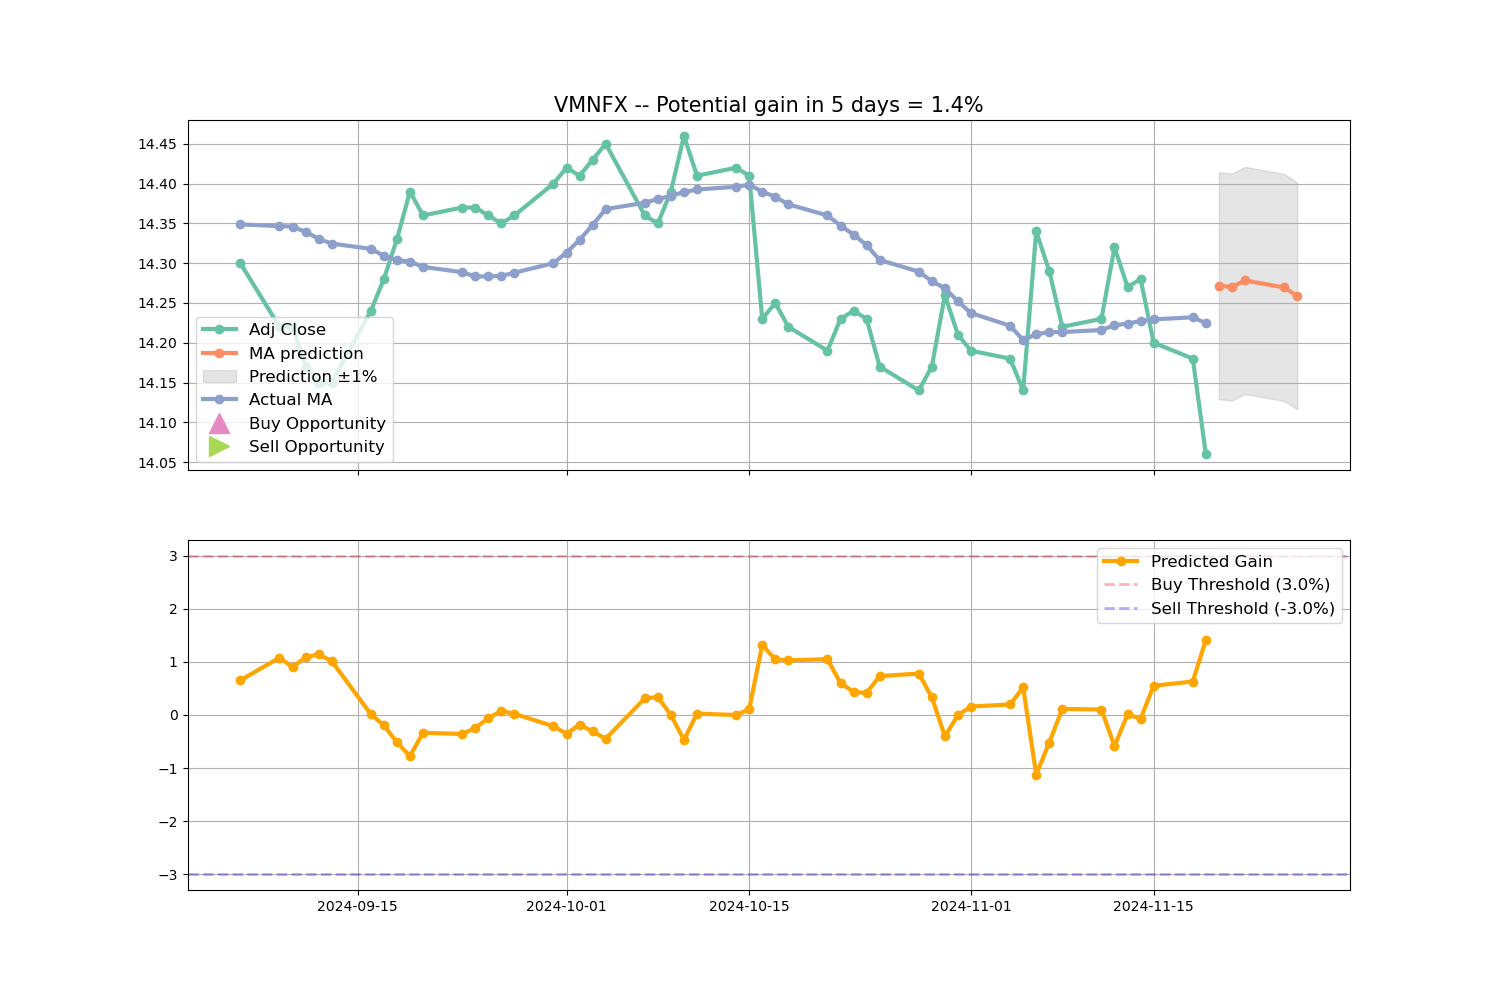 VMNFX -- Potential gain in 5 days = 1.4%
14.45
14.40
14.35
14.30
14.25
14.20
14.15
14.10
14.05
Adj Close
MA prediction
Prediction ±1%
Actual MA
Buy Opportunity
Sell Opportunity
3
2
1
0
−1
−2
−3
Predicted Gain
Buy Threshold (3.0%)
Sell Threshold (-3.0%)
2024-09-15 2024-10-01 2024-10-15 2024-11-01 2024-11-15